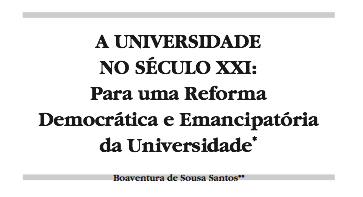 A UNIVERSIDADE
NO SÉCULO XXI:
Para uma Reforma
Democrática e Emancipatória
da Universidade*
Boaventura de Sousa Santos**